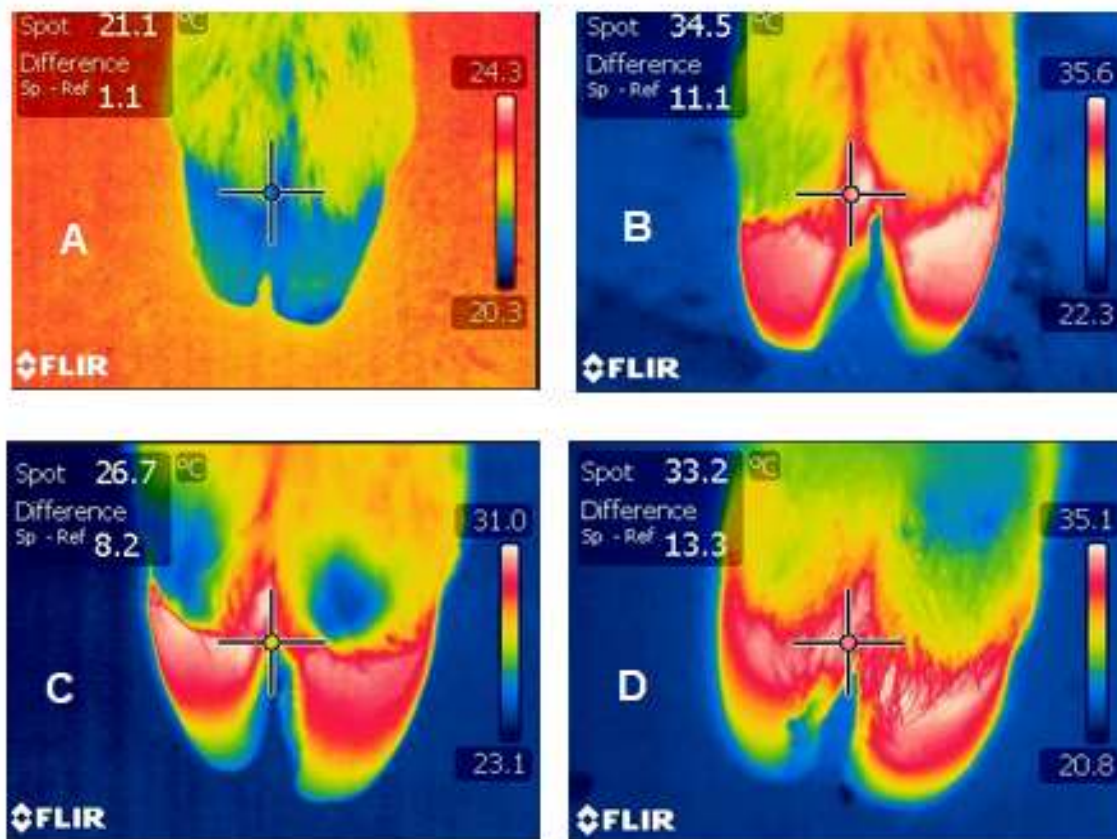 Spot 21.1 °C
Difference
Sp - Ref 1.1
24.3
A
20.3
FLIR
Spot 34.5 °C
Difference
Sp - Ref 11.1
35.6
B
22.3
FLIR
Spot 26.7 °C
Difference
Sp - Ref 8.2
31.0
C
23.1
FLIR
Spot 33.2 °C
Difference
Sp - Ref 13.3
35.1
D
20.8
FLIR